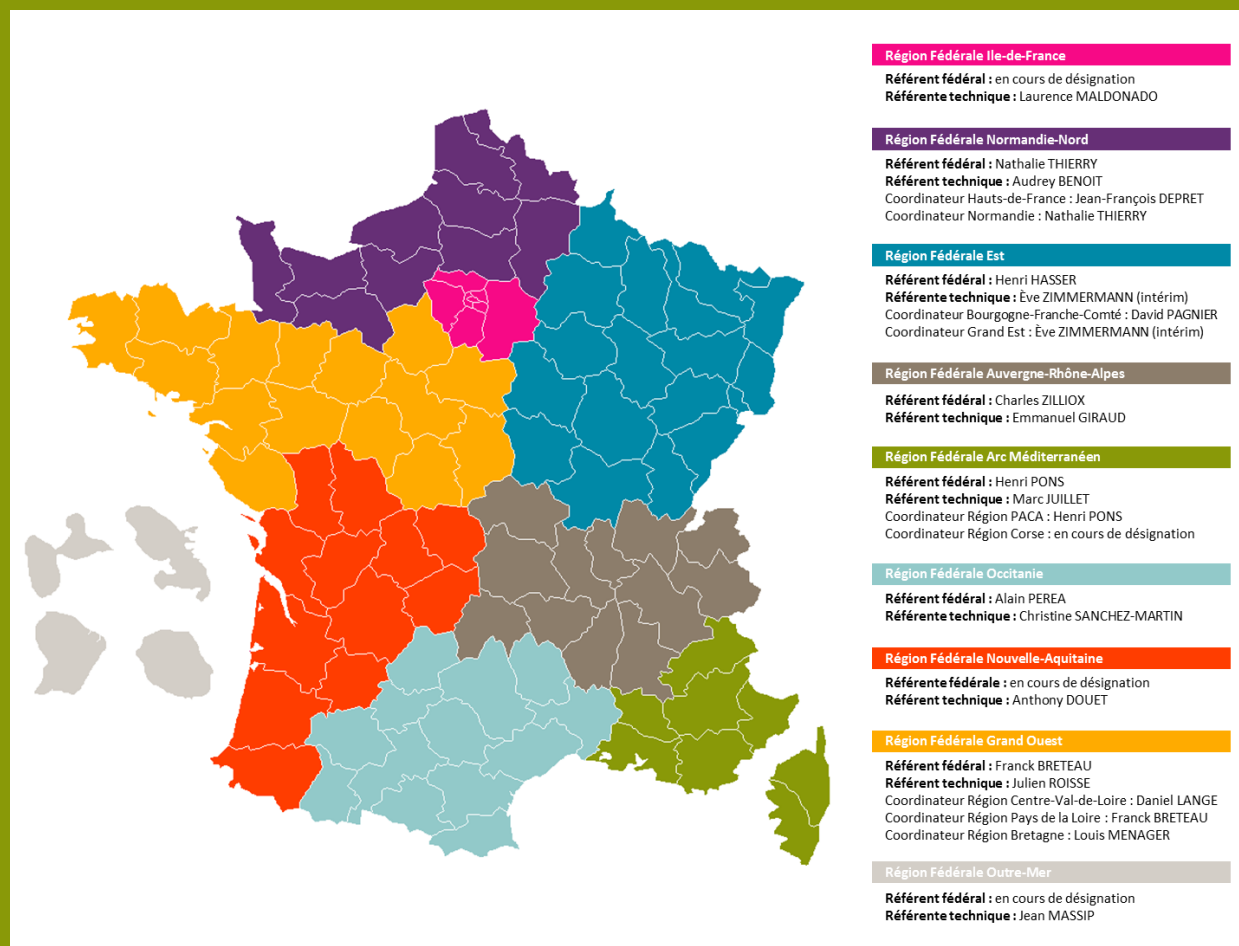 Région Fédérale Ile-de-France
Référent fédéral : en cours de désignation
Référente technique : Laurence MALDONADO
Région Fédérale Normandie-Nord
Référent fédéral : Nathalie THIERRY
Référent technique : Audrey BENOIT
Coordinateur Hauts-de-France : Jean-François DEPRET
Coordinateur Normandie : Nathalie THIERRY
Région Fédérale Est
Référent fédéral : Henri HASSER
Référente technique : Ève ZIMMERMANN (intérim)
Coordinateur Bourgogne-Franche-Comté : David PAGNIER
Coordinateur Grand Est : Ève ZIMMERMANN (intérim)
Région Fédérale Auvergne-Rhône-Alpes
Référent fédéral : Charles ZILLIOX
Référent technique : Emmanuel GIRAUD
Région Fédérale Arc Méditerranéen
Référent fédéral : Henri PONS
Référent technique : Marc JUILLET
Coordinateur Région PACA : Henri PONS
Coordinateur Région Corse : en cours de désignation
Région Fédérale Occitanie
Référent fédéral : Alain PEREA
Référente technique : Christine SANCHEZ-MARTIN
Région Fédérale Nouvelle-Aquitaine
Référente fédérale : en cours de désignation
Référent technique : Anthony DOUET
Région Fédérale Grand Ouest
Référent fédéral : Franck BRETEAU
Référent technique : Julien ROISSE
Coordinateur Région Centre-Val-de-Loire : Daniel LANGE
Coordinateur Région Pays de la Loire : Franck BRETEAU
Coordinateur Région Bretagne : Louis MENAGER
Région Fédérale Outre-Mer
Référent fédéral : en cours de désignation
Référente technique : Jean MASSIP